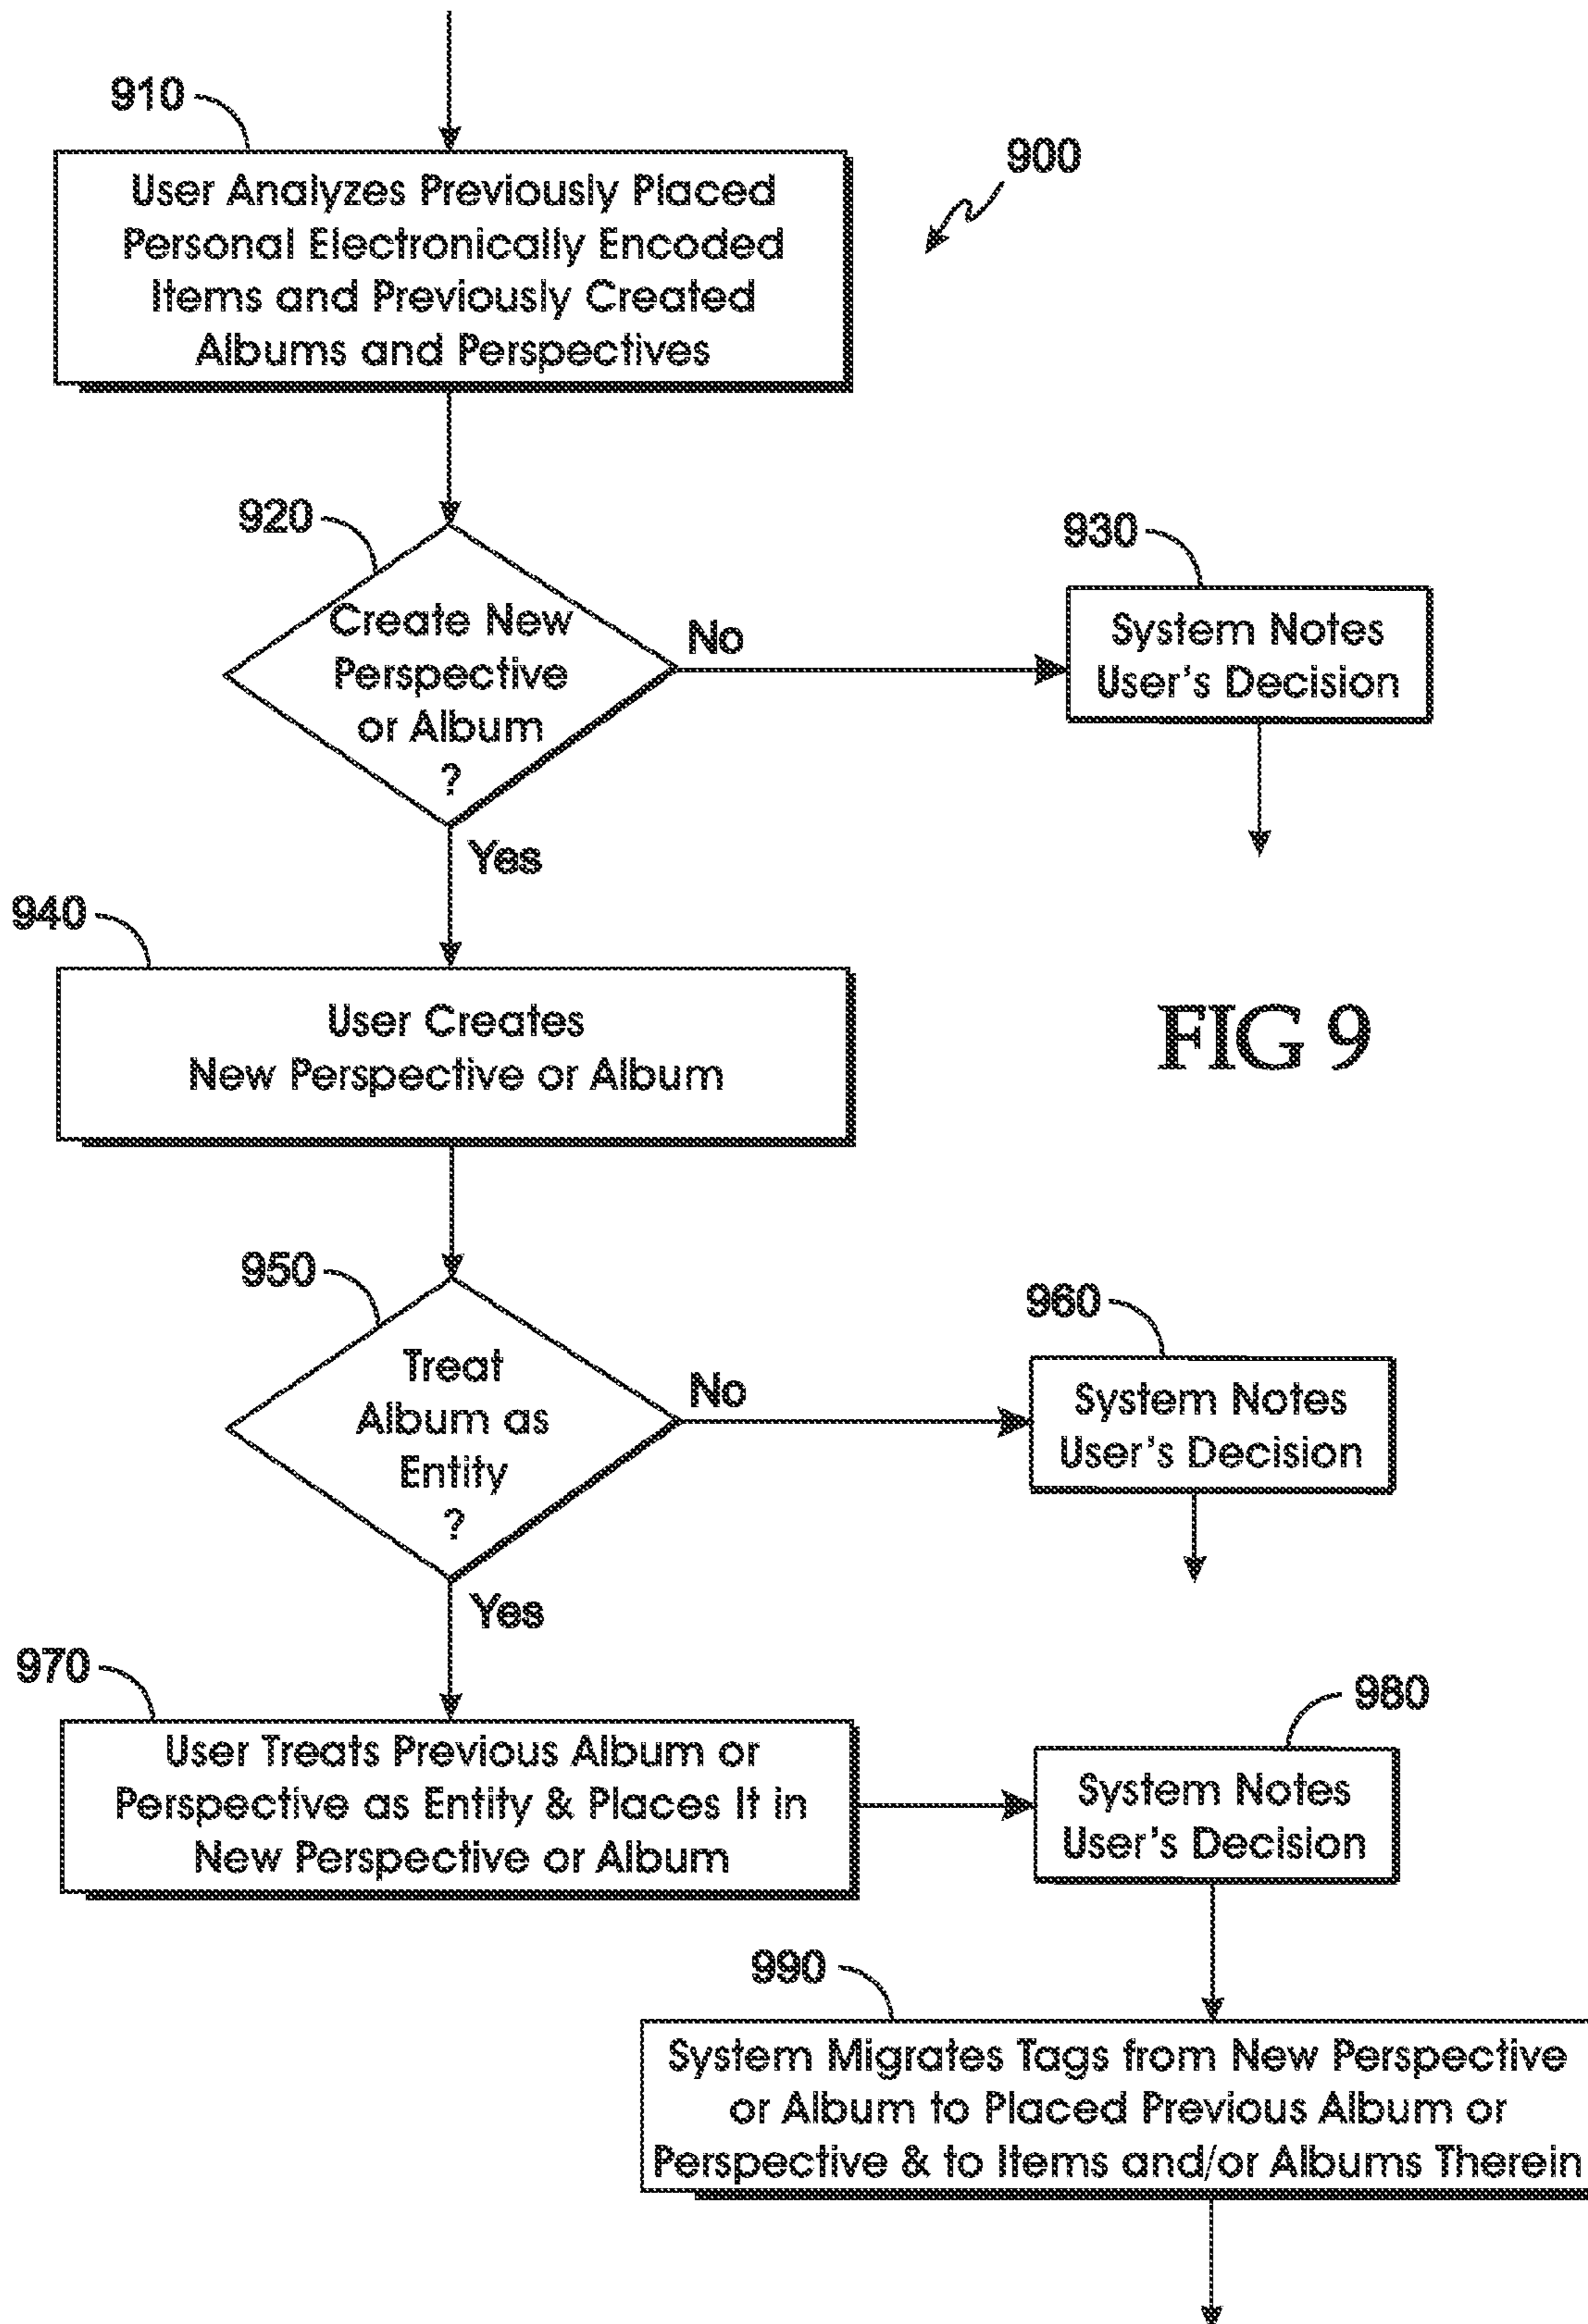 910
900
User Analyzes Previously Placed
Personal Electronically Encoded
Items and Previously Created
Albums and Perspectives
920
Create New
Perspective
or Album
?
No
930
System Notes
User's Decision
Yes
940
User Creates
New Perspective or Album
FIG 9
950
Treat
Album as
Entity
?
No
960
System Notes
User's Decision
Yes
970
User Treats Previous Album or
Perspective as Entity & Places It in
New Perspective or Album
980
System Notes
User's Decision
990
System Migrates Tags from New Perspective
or Album to Placed Previous Album or
Perspective & to Items and/or Albums Therein